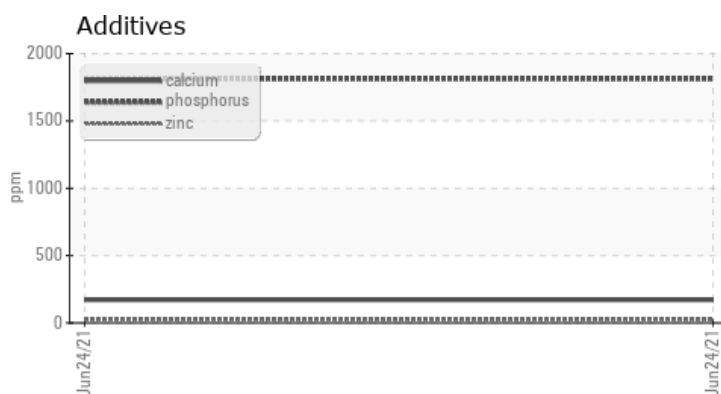 Additives
2000
1500
1000
500
0
ppm
calcium
phosphorus
zinc
Jun24/21
Jun24/21